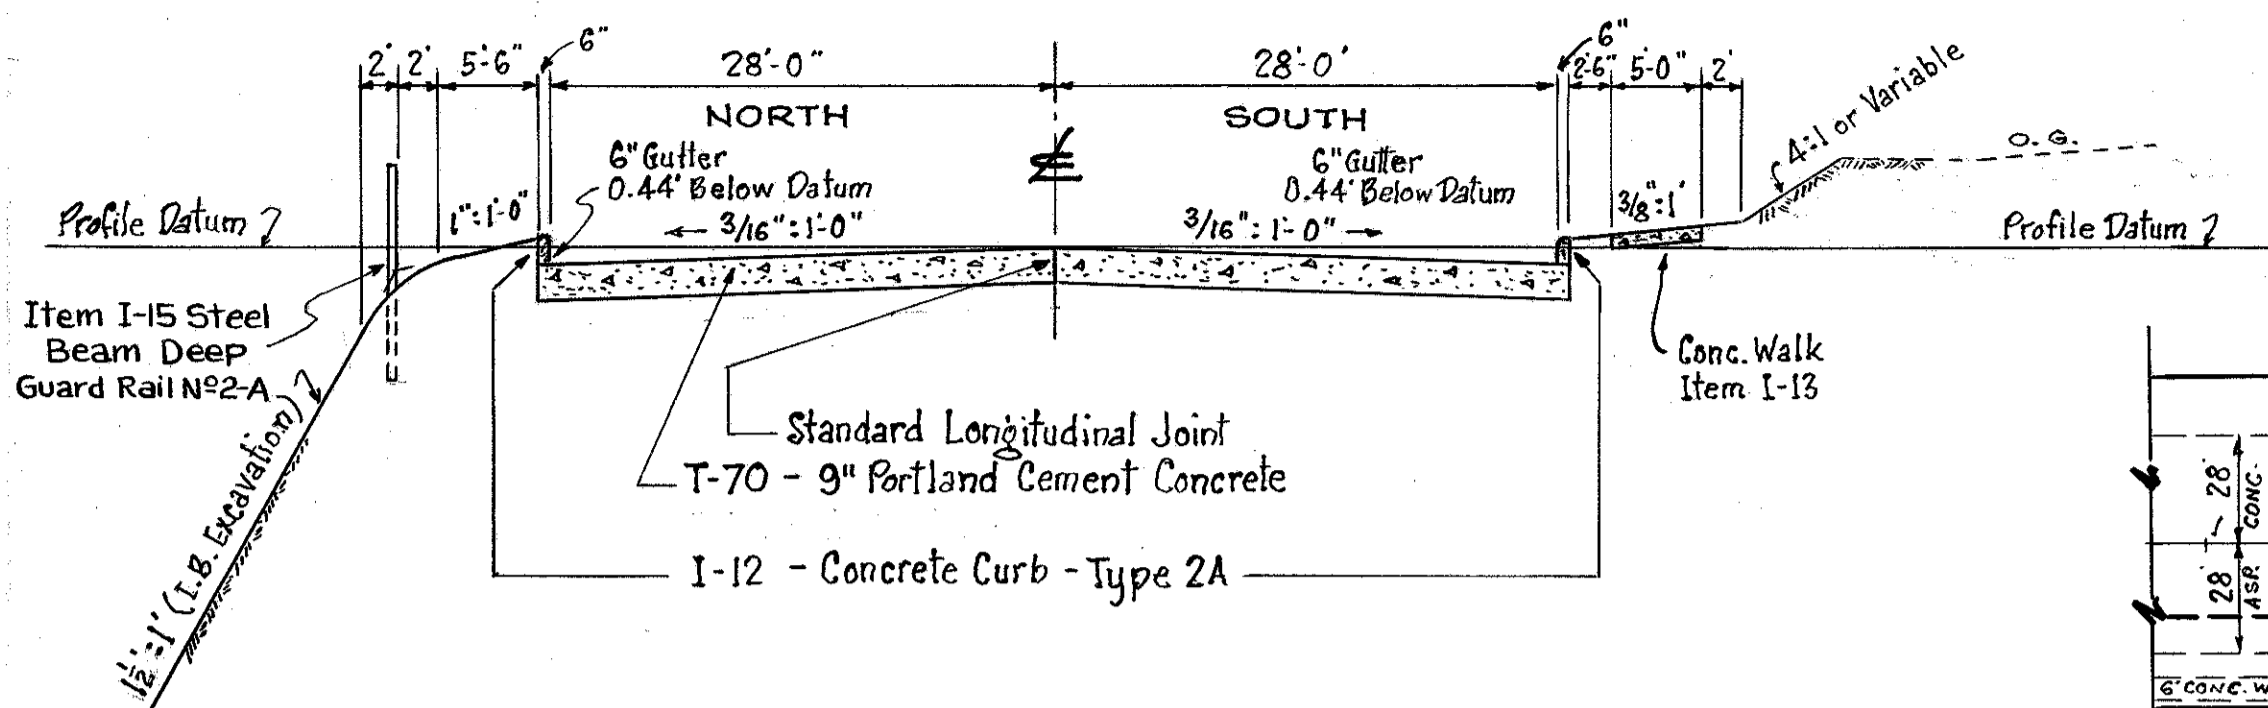 2' 2' 5'-6" 6" 28'-0" 28'-0' 6" 2'-6" 5'-0" 2'
NORTH SOUTH
4:1 or Variable
O.G.
6" Gutter
0.44' Below Datum
6" Gutter
0.44' Below Datum
Profile Datum
1":1'-0"
3/16":1'-0"
3/16":1'-0"
3/8":1'
Profile Datum
Item I-15 Steel
Beam Deep
Guard Rail Nº2-A
Conc. Walk
Item I-13
Standard Longitudinal Joint
T-70 - 9" Portland Cement Concrete
I-12 - Concrete Curb - Type 2A
1½'=1' (I.B. Excavation)
28'
CONC.
28'
ASP.
6' CONC. W